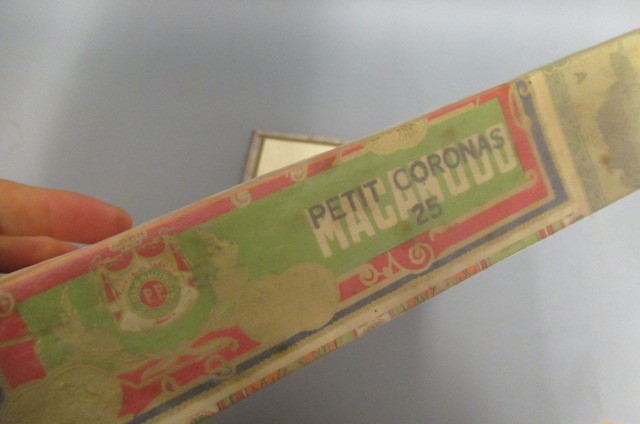 PETIT CORONAS
MACANUDO
25
P.F.